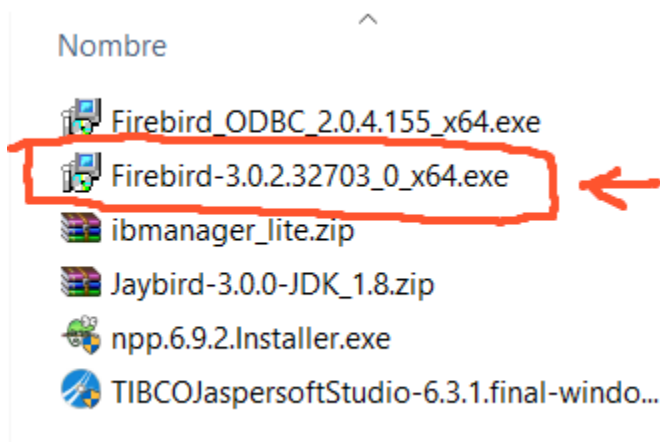 Nombre
Firebird_ODBC_2.0.4.155_x64.exe
Firebird-3.0.2.32703_0_x64.exe
ibmanager_lite.zip
Jaybird-3.0.0-JDK_1.8.zip
npp.6.9.2.Installer.exe
TIBCOJaspersoftStudio-6.3.1.final-windo...